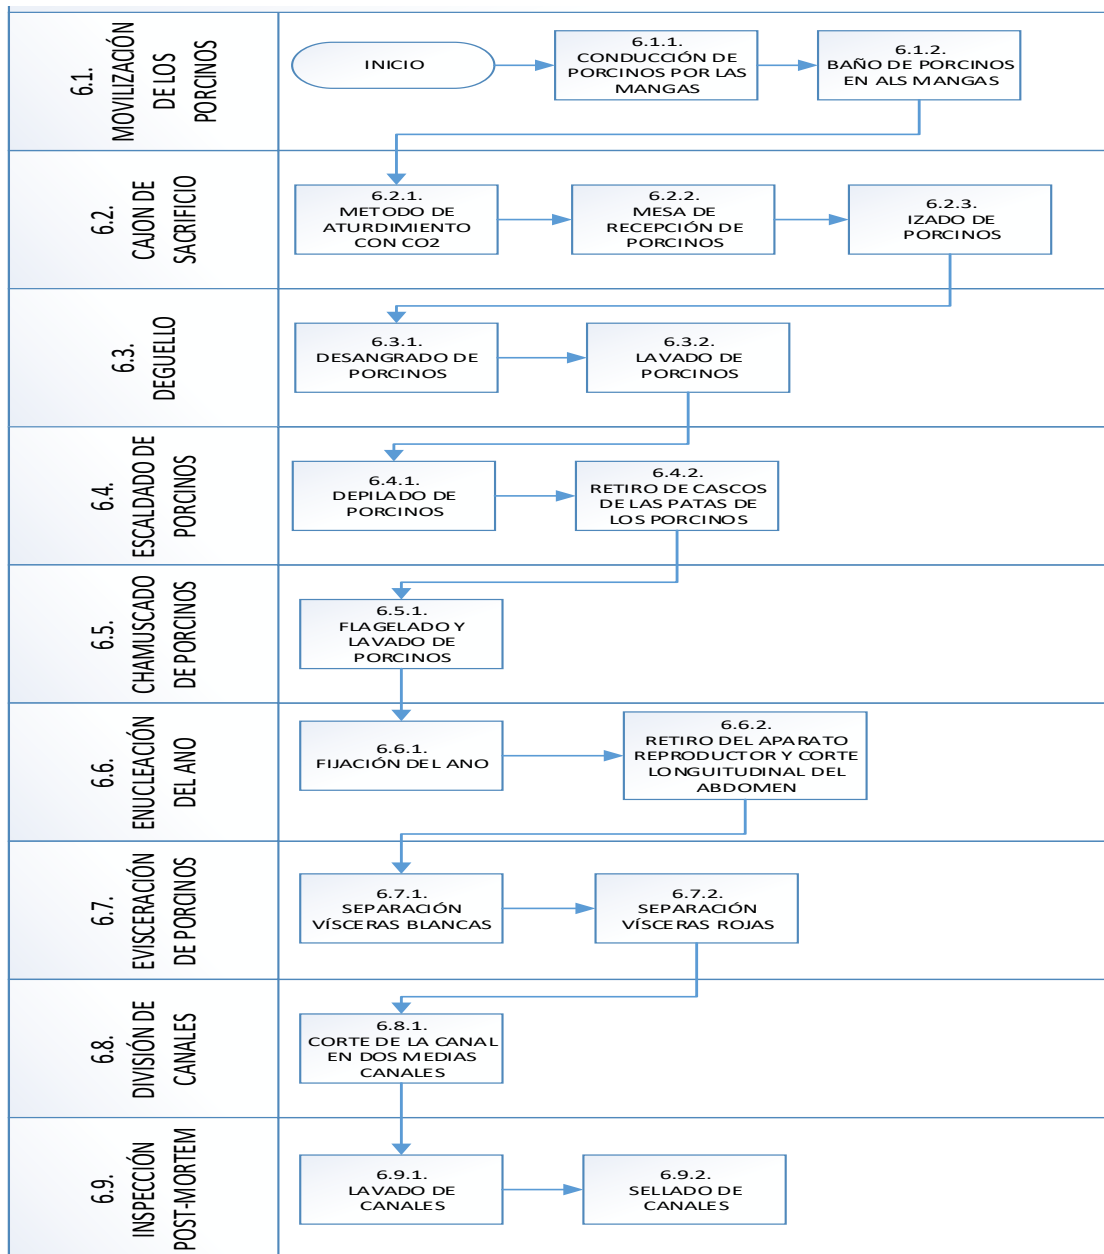 6.1.
MOVILIZACIÓN
DE LOS
PORCINOS
INICIO
6.1.1.
CONDUCCIÓN DE
PORCINOS POR LAS
MANGAS
6.1.2.
BAÑO DE PORCINOS
EN ALS MANGAS
6.2.
CAJON DE
SACRIFICIO
6.2.1.
METODO DE
ATURDIMIENTO
CON CO2
6.2.2.
MESA DE
RECEPCIÓN DE
PORCINOS
6.2.3.
IZADO DE
PORCINOS
6.3.
DEGUELLO
6.3.1.
DESANGRADO DE
PORCINOS
6.3.2.
LAVADO DE
PORCINOS
6.4.
ESCALDADO DE
PORCINOS
6.4.1.
DEPILADO DE
PORCINOS
6.4.2.
RETIRO DE CASCOS
DE LAS PATAS DE
LOS PORCINOS
6.5.
CHAMUSCADO
DE PORCINOS
6.5.1.
FLAGELADO Y
LAVADO DE
PORCINOS
6.6.
ENUCLEACIÓN
DEL ANO
6.6.1.
FIJACIÓN DEL ANO
6.6.2.
RETIRO DEL APARATO
REPRODUCTOR Y CORTE
LONGUITUDINAL DEL
ABDOMEN
6.7.
EVISCERACIÓN
DE PORCINOS
6.7.1.
SEPARACIÓN
VÍSCERAS BLANCAS
6.7.2.
SEPARACIÓN
VÍSCERAS ROJAS
6.8.
DIVISIÓN DE
CANALES
6.8.1.
CORTE DE LA CANAL
EN DOS MEDIAS
CANALES
6.9.
INSPECCIÓN
POST-MORTEM
6.9.1.
LAVADO DE
CANALES
6.9.2.
SELLADO DE
CANALES